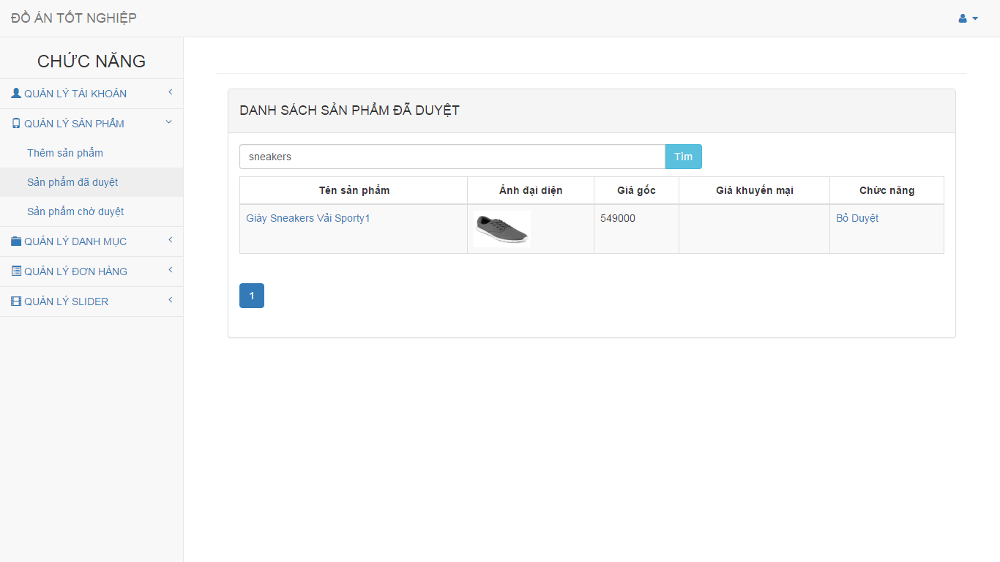 ĐỒ ÁN TỐT NGHIỆP
CHỨC NĂNG
QUẢN LÝ TÀI KHOẢN
QUẢN LÝ SẢN PHẨM
Thêm sản phẩm
Sản phẩm đã duyệt
Sản phẩm chờ duyệt
QUẢN LÝ DANH MỤC
QUẢN LÝ ĐƠN HÀNG
QUẢN LÝ SLIDER
DANH SÁCH SẢN PHẨM ĐÃ DUYỆT
sneakers Tìm
Tên sản phẩm Ảnh đại diện Giá gốc Giá khuyến mại Chức năng
Giày Sneakers Vải Sporty1 549000 Bỏ Duyệt
1